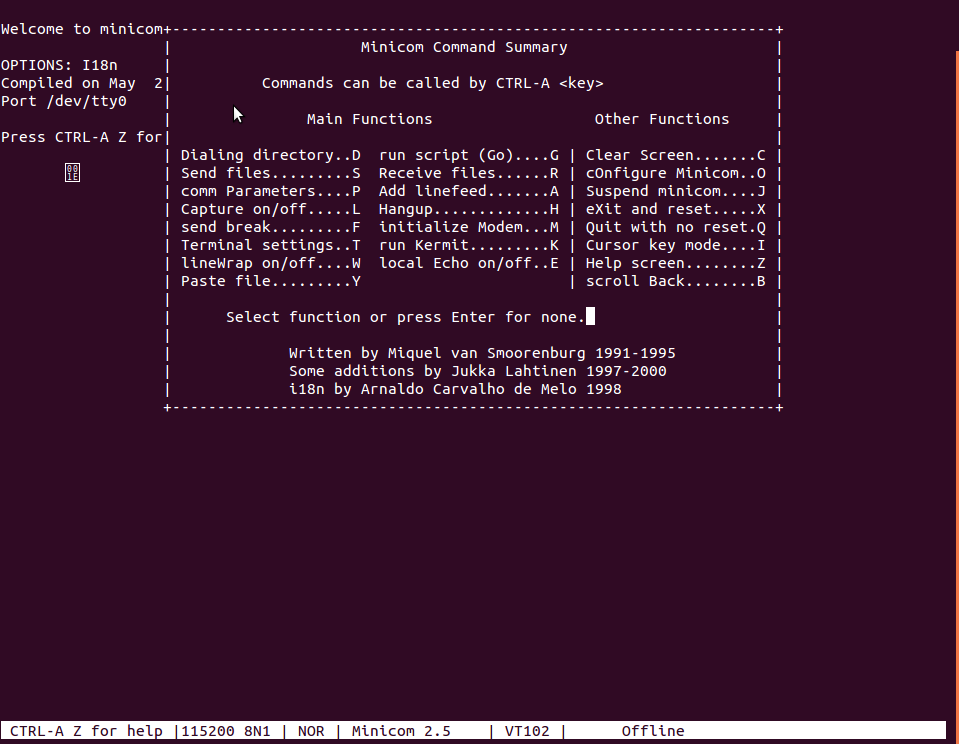 Welcome to minicom
Minicom Command Summary
OPTIONS: I18n
Compiled on May 2
Commands can be called by CTRL-A <key>
Port /dev/tty0
Main Functions Other Functions
Press CTRL-A Z for
Dialing directory..D run script (Go)....G | Clear Screen.......C
00
1E
Send files.........S Receive files......R | cOnfigure Minicom..O
comm Parameters....P Add linefeed.......A | Suspend minicom....J
Capture on/off.....L Hangup.............H | eXit and reset.....X
send break.........F initialize Modem...M | Quit with no reset.Q
Terminal settings..T run Kermit.........K | Cursor key mode....I
lineWrap on/off....W local Echo on/off..E | Help screen........Z
Paste file.........Y | scroll Back........B
Select function or press Enter for none.
Written by Miquel van Smoorenburg 1991-1995
Some additions by Jukka Lahtinen 1997-2000
i18n by Arnaldo Carvalho de Melo 1998
CTRL-A Z for help |115200 8N1 | NOR | Minicom 2.5 | VT102 | Offline